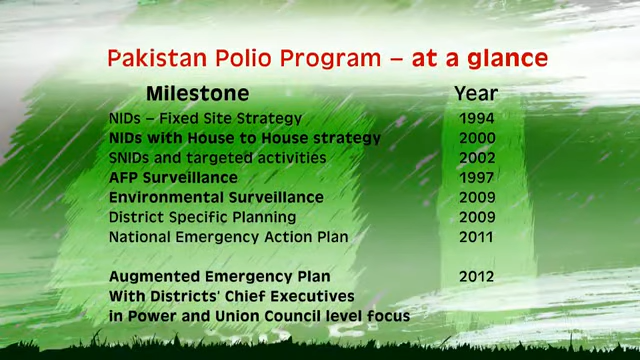 Pakistan Polio Program – at a glance
Milestone Year
NIDs – Fixed Site Strategy 1994
NIDs with House to House strategy 2000
SNIDs and targeted activities 2002
AFP Surveillance 1997
Environmental Surveillance 2009
District Specific Planning 2009
National Emergency Action Plan 2011
Augmented Emergency Plan 2012
With Districts' Chief Executives
in Power and Union Council level focus